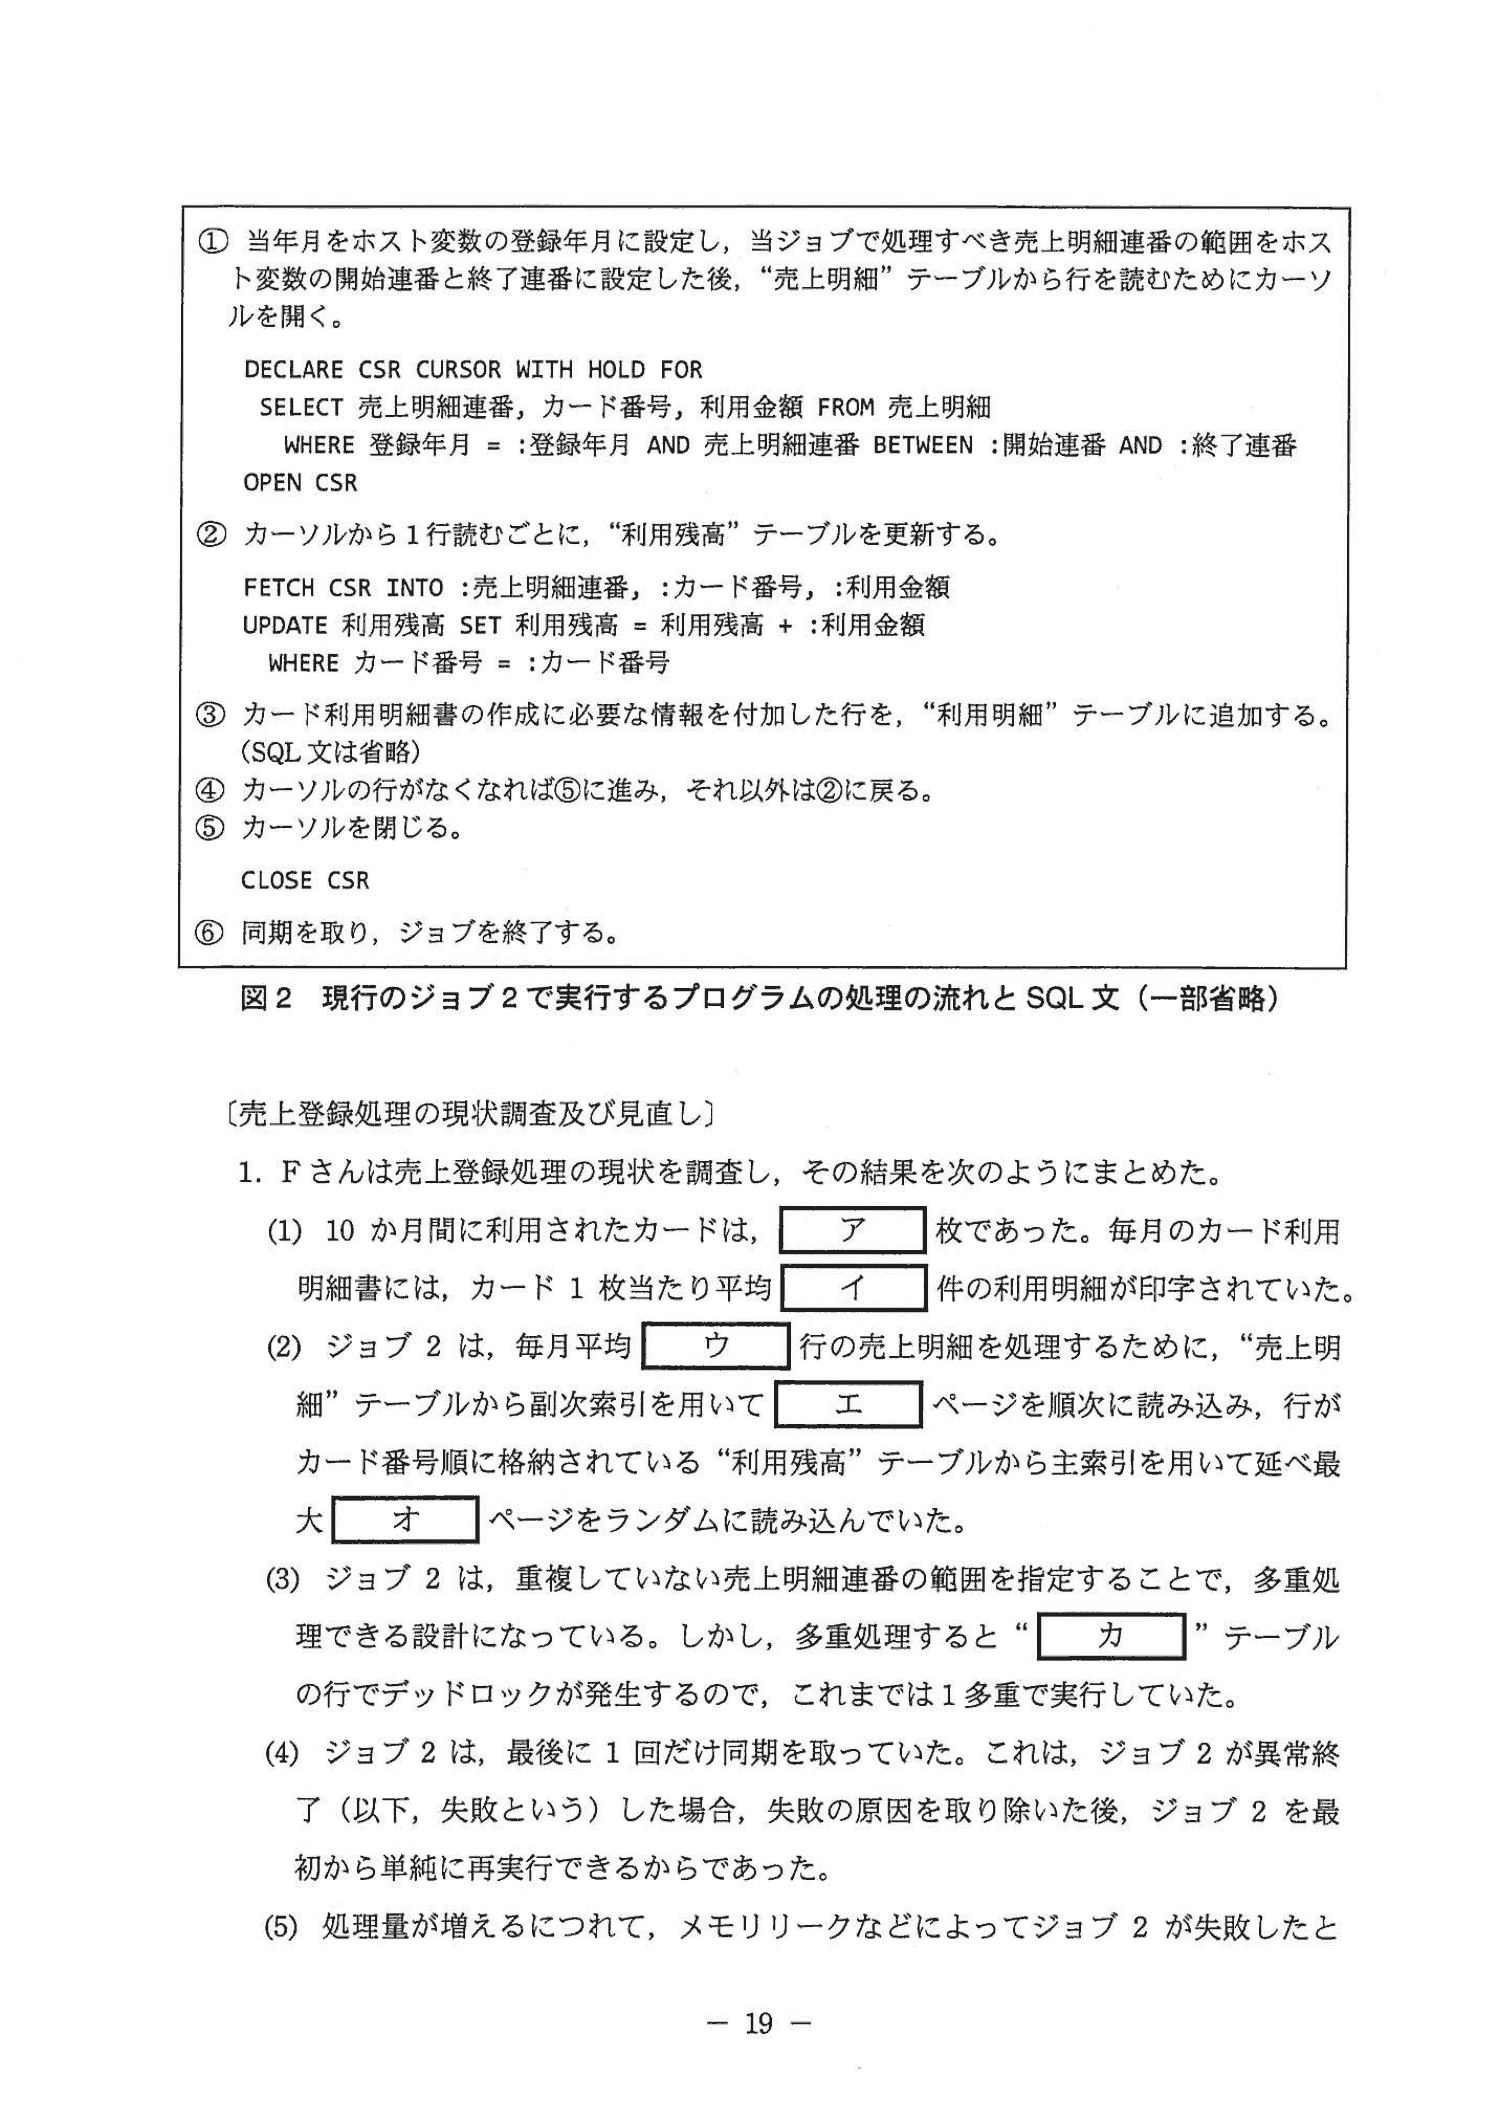 ① 当年月をホスト変数の登録年月に設定し，当ジョブで処理すべき売上明細連番の範囲をホス
ト変数の開始連番と終了連番に設定した後，“売上明細” テーブルから行を読むためにカーソ
ルを開く。
DECLARE CSR CURSOR WITH HOLD FOR
SELECT 売上明細連番, カード番号, 利用金額 FROM 売上明細
WHERE 登録年月 = :登録年月 AND 売上明細連番 BETWEEN :開始連番 AND :終了連番
OPEN CSR
② カーソルから1行読むごとに，“利用残高” テーブルを更新する。
FETCH CSR INTO :売上明細連番, :カード番号, :利用金額
UPDATE 利用残高 SET 利用残高 = 利用残高 + :利用金額
WHERE カード番号 = :カード番号
③ カード利用明細書の作成に必要な情報を付加した行を，“利用明細” テーブルに追加する。
（SQL文は省略）
④ カーソルの行がなくなれば⑤に進み，それ以外は②に戻る。
⑤ カーソルを閉じる。
CLOSE CSR
⑥ 同期を取り，ジョブを終了する。
図2 現行のジョブ2で実行するプログラムの処理の流れとSQL文（一部省略）
〔売上登録処理の現状調査及び見直し〕
1. Fさんは売上登録処理の現状を調査し，その結果を次のようにまとめた。
(1) 10 か月間に利用されたカードは， ア 枚であった。毎月のカード利用
明細書には，カード 1 枚当たり平均 イ 件の利用明細が印字されていた。
(2) ジョブ 2 は，毎月平均 ウ 行の売上明細を処理するために，“売上明
細” テーブルから副次索引を用いて エ ページを順次に読み込み，行が
カード番号順に格納されている “利用残高” テーブルから主索引を用いて延べ最
大 オ ページをランダムに読み込んでいた。
(3) ジョブ 2 は，重複していない売上明細連番の範囲を指定することで，多重処
理できる設計になっている。しかし，多重処理すると “ カ ” テーブル
の行でデッドロックが発生するので，これまでは1多重で実行していた。
(4) ジョブ 2 は，最後に 1 回だけ同期を取っていた。これは，ジョブ 2 が異常終
了（以下，失敗という）した場合，失敗の原因を取り除いた後，ジョブ 2 を最
初から単純に再実行できるからであった。
(5) 処理量が増えるにつれて，メモリリークなどによってジョブ 2 が失敗したと
－ 19 －